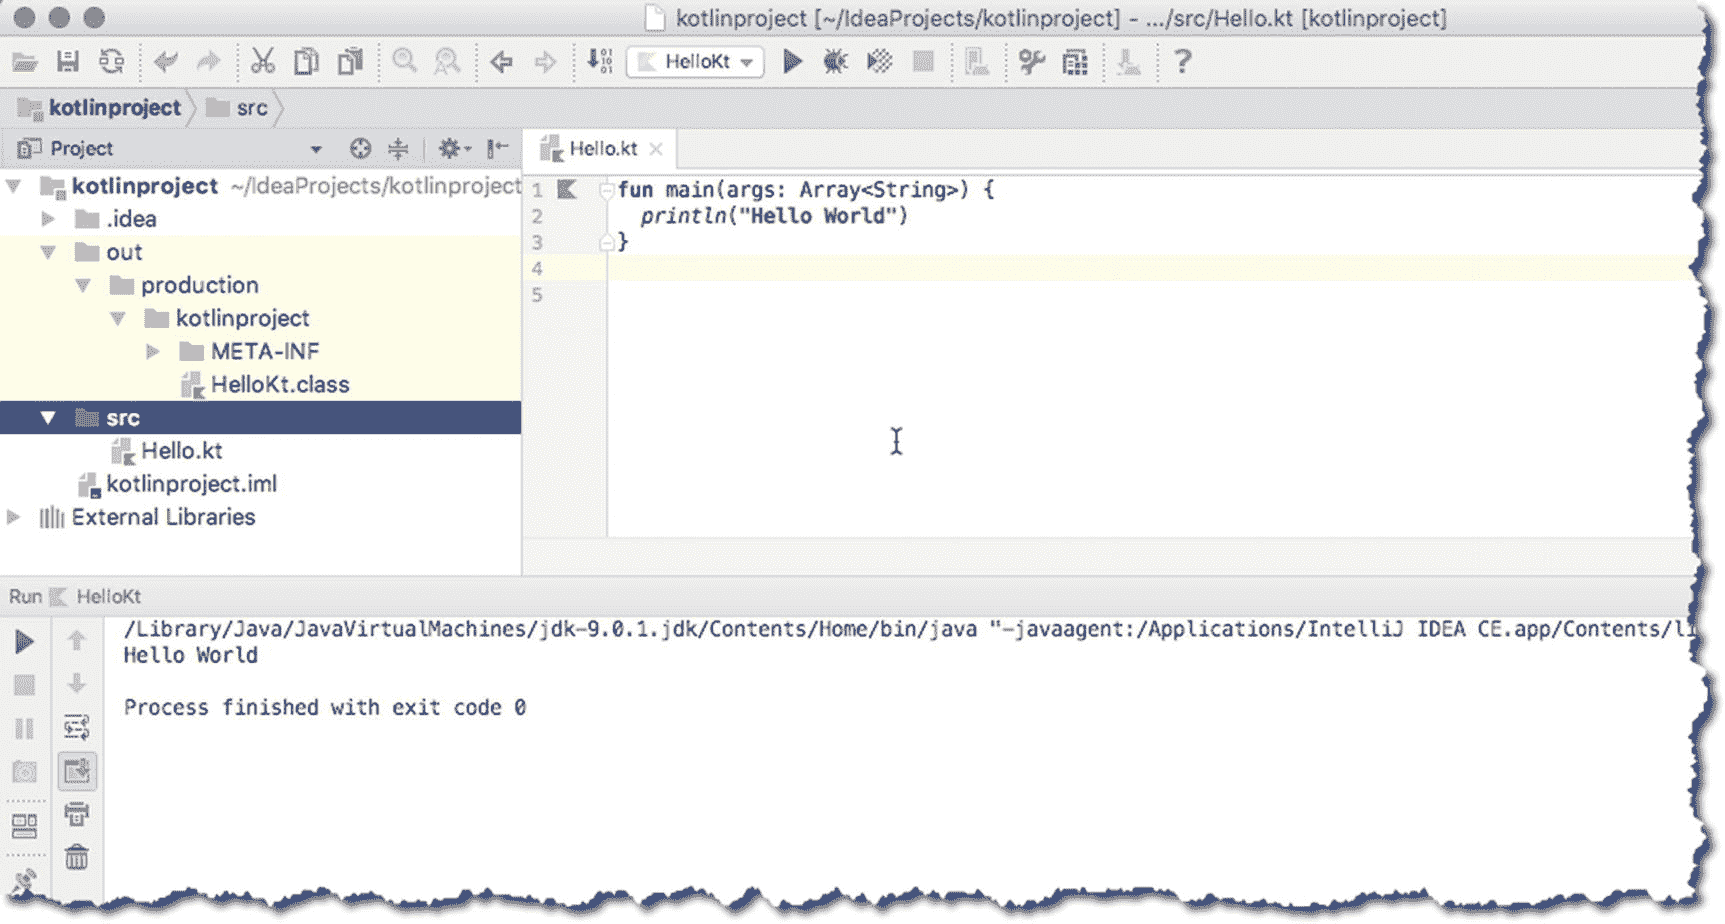 kotlinproject [~/IdeaProjects/kotlinproject] - .../src/Hello.kt [kotlinproject]
HelloKt
?
kotlinproject src
Project
Hello.kt
kotlinproject ~/IdeaProjects/kotlinproject
.idea
out
production
kotlinproject
META-INF
HelloKt.class
src
Hello.kt
kotlinproject.iml
External Libraries
1 fun main(args: Array<String>) {
2 println("Hello World")
3 }
4
5
Run HelloKt
/Library/Java/JavaVirtualMachines/jdk-9.0.1.jdk/Contents/Home/bin/java "-javaagent:/Applications/IntelliJ IDEA CE.app/Contents/li
Hello World
Process finished with exit code 0